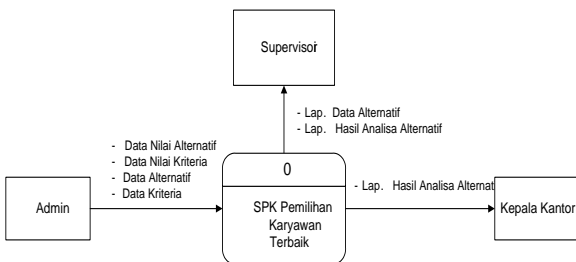 Supervisor
- Lap. Data Alternatif
- Lap. Hasil Analisa Alternatif
- Data Nilai Alternatif
- Data Nilai Kriteria
- Data Alternatif
- Data Kriteria
0
- Lap. Hasil Analisa Alternat
Admin
SPK Pemilihan
Karyawan
Terbaik
Kepala Kantor